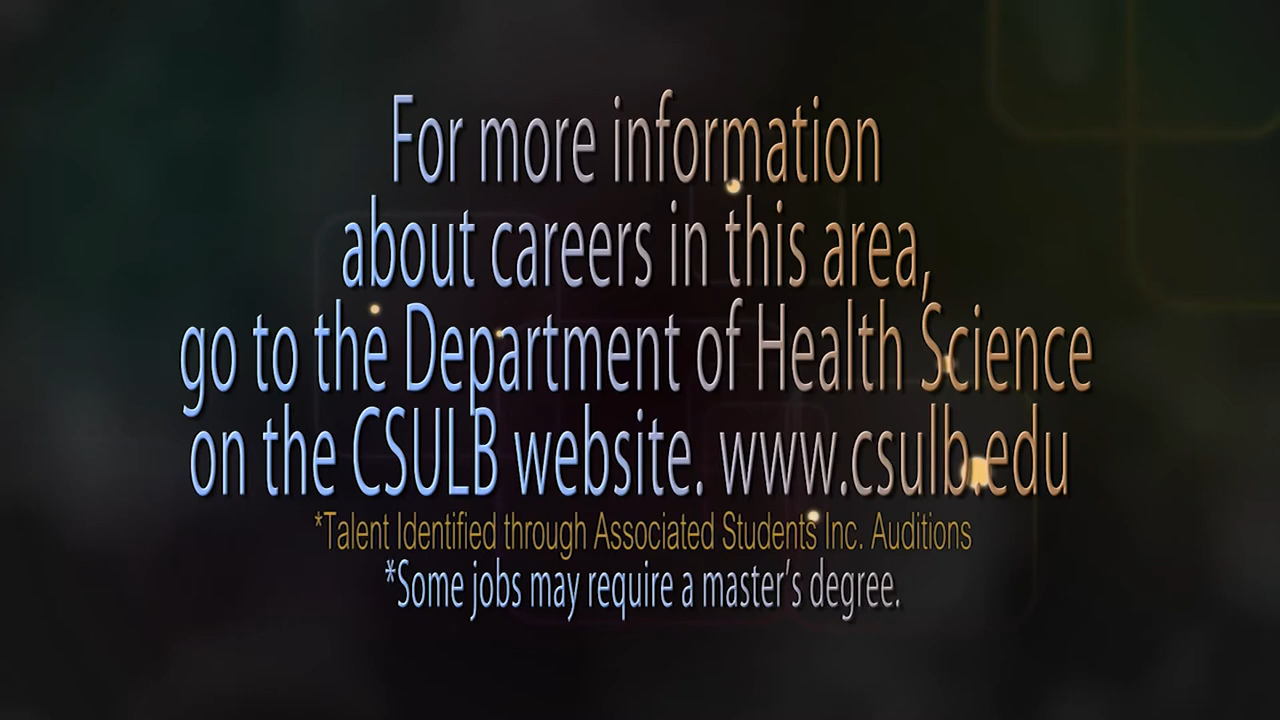 For more information
about careers in this area,
go to the Department of Health Science
on the CSULB website. www.csulb.edu
*Talent Identified through Associated Students Inc. Auditions
*Some jobs may require a master's degree.